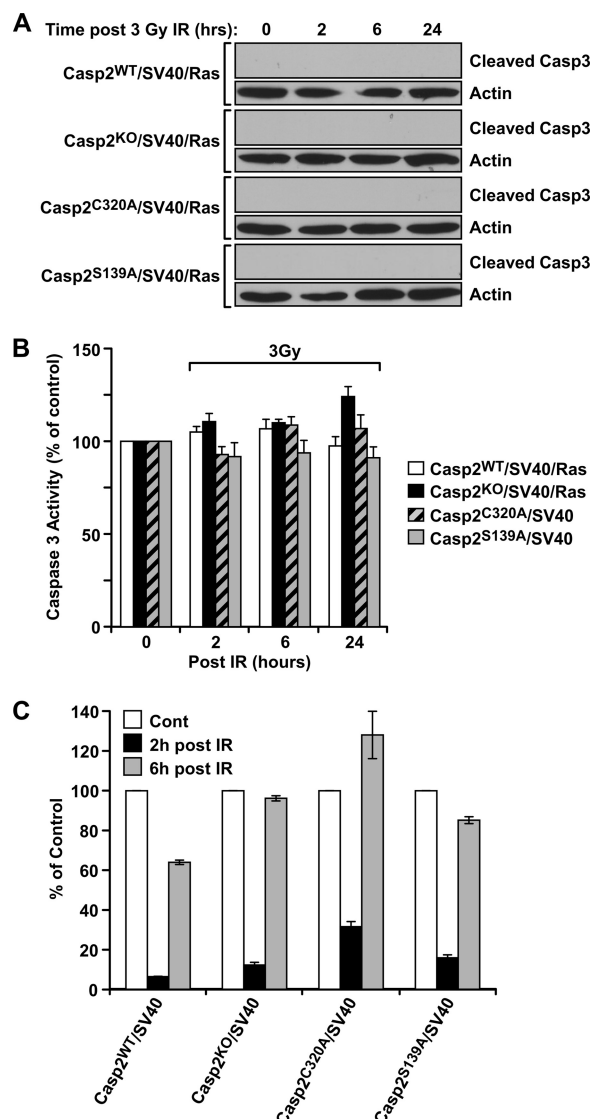 A
Time post 3 Gy IR (hrs): 0 2 6 24
Casp2WT/SV40/Ras
Cleaved Casp3
Actin
Casp2KO/SV40/Ras
Cleaved Casp3
Actin
Casp2C320A/SV40/Ras
Cleaved Casp3
Actin
Casp2S139A/SV40/Ras
Cleaved Casp3
Actin
B
Caspase 3 Activity (% of control)
150
100
50
0
3Gy
0 2 6 24
Post IR (hours)
Casp2WT/SV40/Ras
Casp2KO/SV40/Ras
Casp2C320A/SV40
Casp2S139A/SV40
C
% of Control
140
120
100
80
60
40
20
0
Cont
2h post IR
6h post IR
Casp2WT/SV40
Casp2KO/SV40
Casp2C320A/SV40
Casp2S139A/SV40